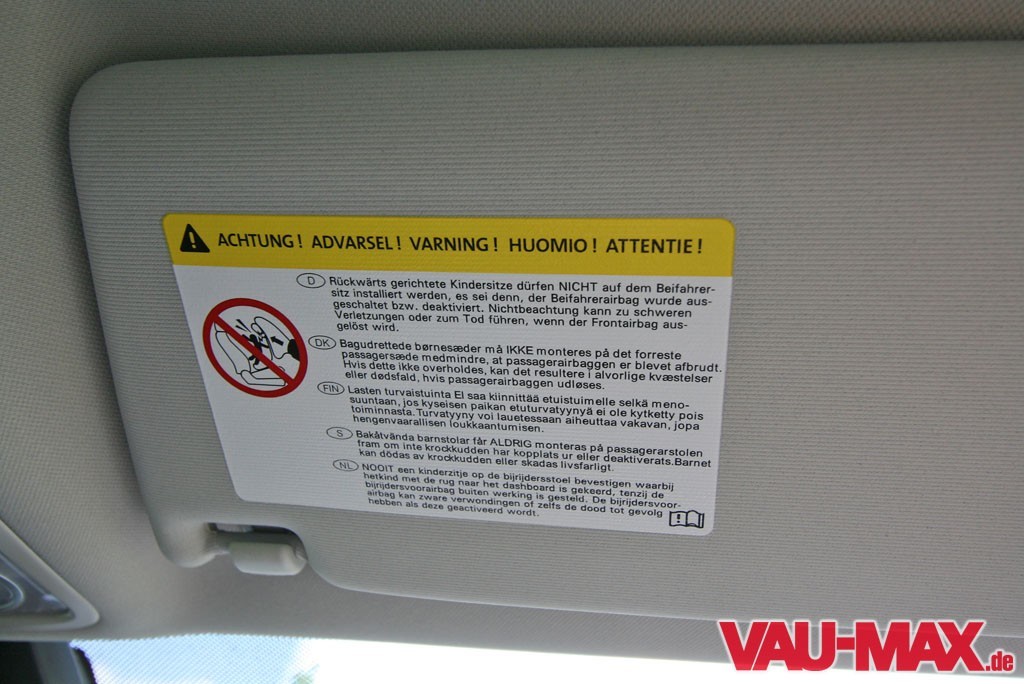 ACHTUNG! ADVARSEL! VARNING! HUOMIO! ATTENTIE!
D Rückwärts gerichtete Kindersitze dürfen NICHT auf dem Beifahrer-
sitz installiert werden, es sei denn, der Beifahrerairbag wurde aus-
geschaltet bzw. deaktiviert. Nichtbeachtung kann zu schweren
Verletzungen oder zum Tod führen, wenn der Frontairbag aus-
gelöst wird.
DK Bagudrettede børnesæder må IKKE monteres på det forreste
passagersæde medmindre, at passagerairbaggen er blevet afbrudt.
Hvis dette ikke overholdes, kan det resultere i alvorlige kvæstelser
eller dødsfald, hvis passagerairbaggen udløses.
FIN Lasten turvaistuinta EI saa kiinnittää etuistuimelle selkä meno-
suuntaan, jos kyseisen paikan etuturvatyynyä ei ole kytketty pois
toiminnasta. Turvatyyny voi lauetessaan aiheuttaa vakavan, jopa
hengenvaarallisen loukkaantumisen.
S Bakåtvända barnstolar får ALDRIG monteras på passagerarstolen
fram om inte krockkudden har kopplats ur eller deaktiverats. Barnet
kan dödas av krockkudden eller skadas livsfarligt.
NL NOOIT een kinderzitje op de bijrijdersstoel bevestigen waarbij
hetkind met de rug naar het dashboard is gekeerd, tenzij de
bijrijdersvoorairbag buiten werking is gesteld. De bijrijdersvoor-
airbag kan zware verwondingen of zelfs de dood tot gevolg
hebben als deze geactiveerd wordt.
VAU-MAX.de